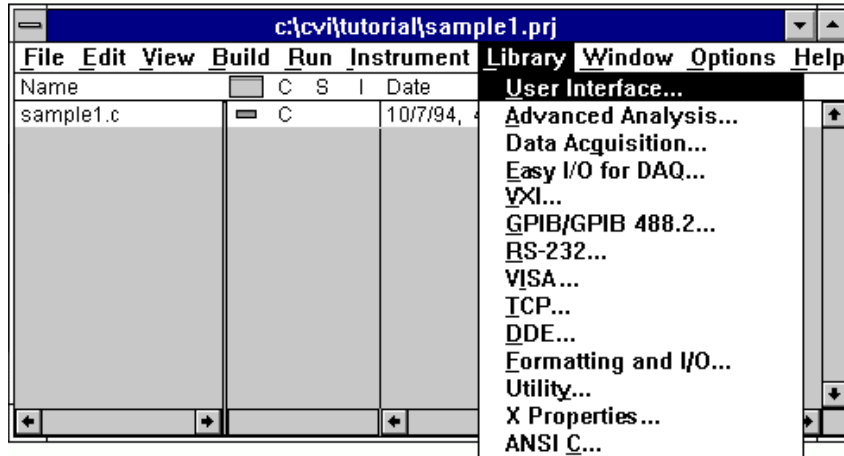 c:\cvi\tutorial\sample1.prj
File Edit View Build Run Instrument Library Window Options Help
Name C S I Date
sample1.c C 10/7/94, 4
User Interface...
Advanced Analysis...
Data Acquisition...
Easy I/O for DAQ...
VXI...
GPIB/GPIB 488.2...
RS-232...
VISA...
TCP...
DDE...
Formatting and I/O...
Utility...
X Properties...
ANSI C...